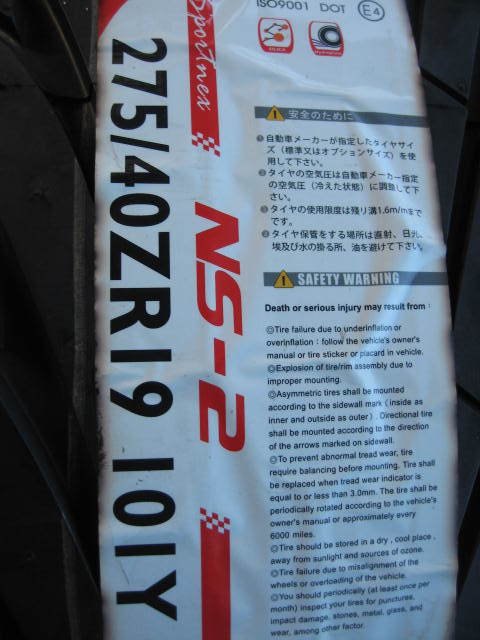 ISO9001 DOT E4
Sportnex
275/40ZR19 101Y
NS-2
安全のために
❶自動車メーカーが指定したタイヤサイ
ズ（標準又はオプションサイズ）を使
用して下さい。
❷タイヤの空気圧は自動車メーカー指定
の空気圧（冷えた状態）に調整して下
さい。
❸タイヤの使用限度は残り溝1.6m/mまで
です。
❹タイヤ保管をする場所は直射、日光、
埃及び水の掛る所、油を避けて下さい。
SAFETY WARNING
Death or serious injury may result from :
◎Tire failure due to underinflation or
overinflation : follow the vehicle's owner's
manual or tire sticker or placard in vehicle.
◎Explosion of tire/rim assembly due to
improper mounting.
◎Asymmetric tires shall be mounted
according to the sidewall mark (inside as
inner and outside as outer) . Directional tire
shall be mounted according to the direction
of the arrows marked on sidewall.
◎To prevent abnormal tread wear, tire
require balancing before mounting. Tire shall
be replaced when tread wear indicator is
equal to or less than 3.0mm. The tire shall be
periodically rotated according to the vehicle's
owner's manual or approximately every
6000 miles.
◎Tire should be stored in a dry , cool place ,
away from sunlight and sources of ozone.
◎Tire failure due to misalignment of the
wheels or overloading of the vehicle.
◎You should periodically (at least once per
month) inspect your tires for punctures,
impact damage, stones, metal, glass, and
wear, among other factor.